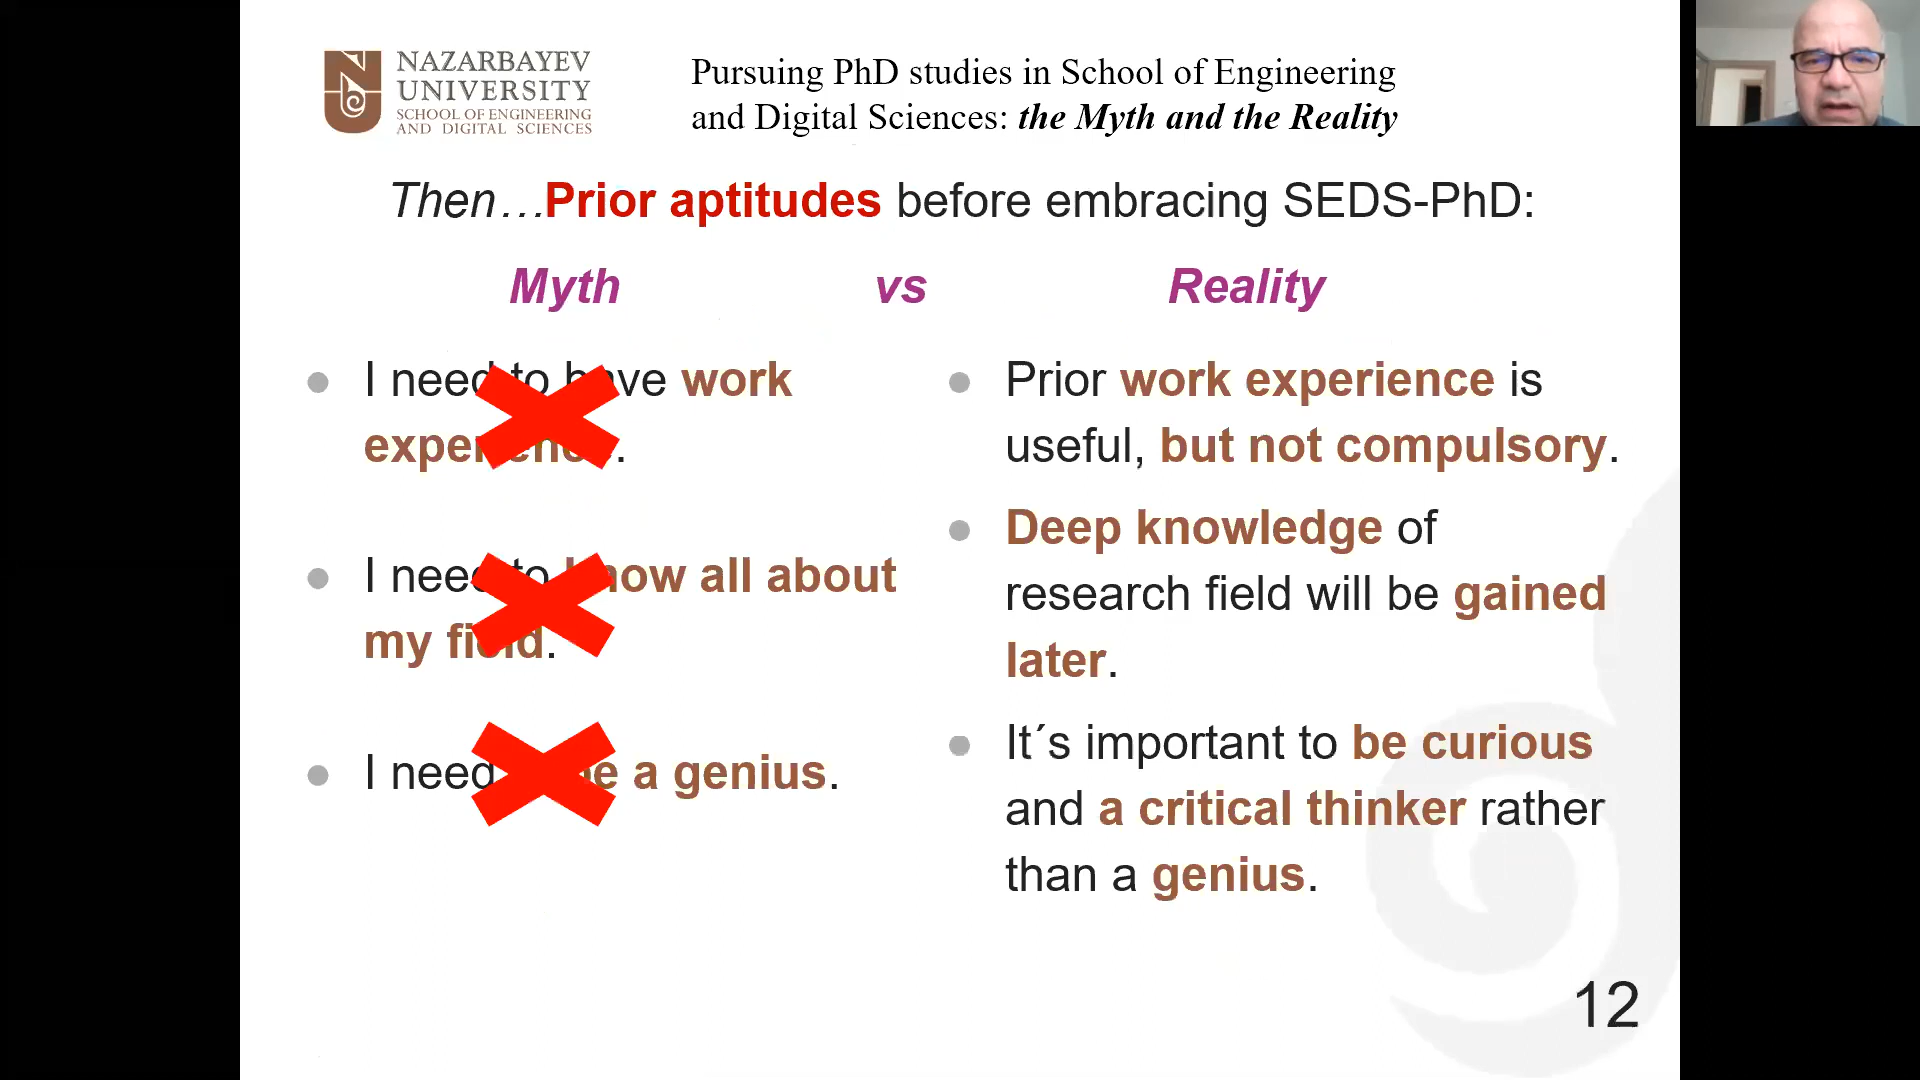 NAZARBAYEV
UNIVERSITY
SCHOOL OF ENGINEERING
AND DIGITAL SCIENCES
Pursuing PhD studies in School of Engineering
and Digital Sciences: the Myth and the Reality
Then…Prior aptitudes before embracing SEDS-PhD:
Myth vs Reality
I need to have work
experience.
I need to know all about
my field.
I need be a genius.
Prior work experience is
useful, but not compulsory.
Deep knowledge of
research field will be gained
later.
It´s important to be curious
and a critical thinker rather
than a genius.
12